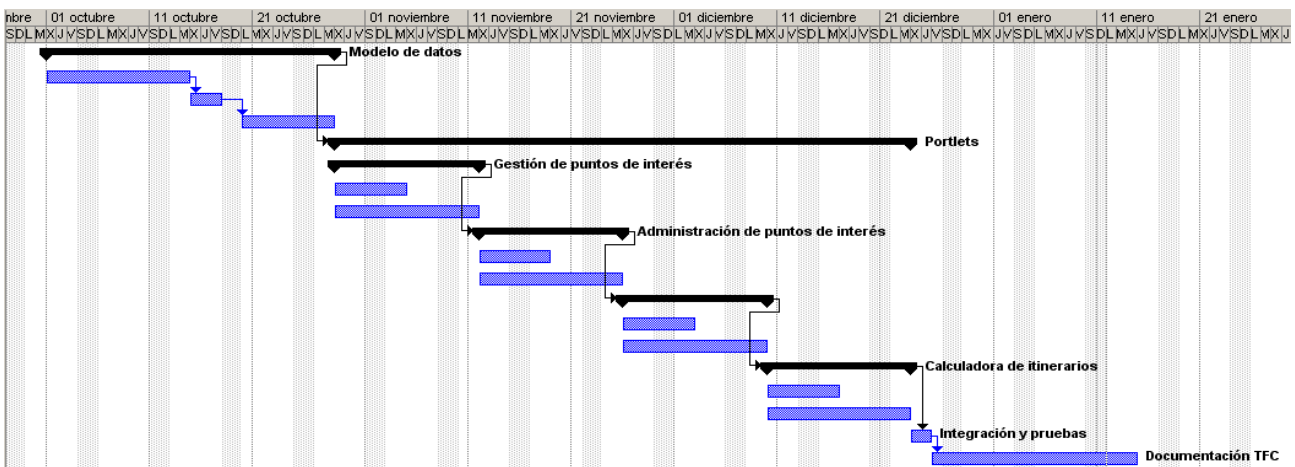 nbre 01 octubre 11 octubre 21 octubre 01 noviembre 11 noviembre 21 noviembre 01 diciembre 11 diciembre 21 diciembre 01 enero 11 enero 21 enero
SDLMXJVSDLMXJVSDLMXJVSDLMXJVSDLMXJVSDLMXJVSDLMXJVSDLMXJVSDLMXJVSDLMXJVSDLMXJVSDLMXJVSDLMXJVSDLMXJVSDLMXJVSDLMXJVSDLMXJVSDLMXJ
Modelo de datos
Portlets
Gestión de puntos de interés
Administración de puntos de interés
Calculadora de itinerarios
Integración y pruebas
Documentación TFC